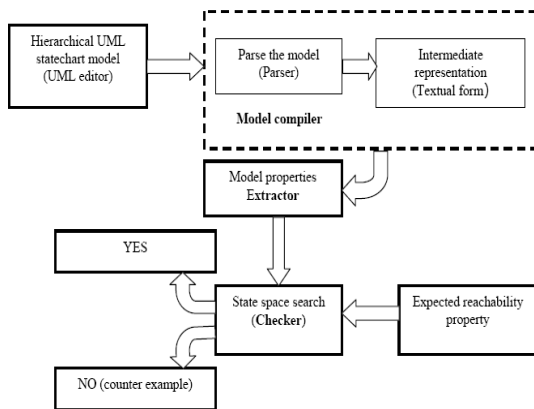 Hierarchical UML
statechart model
(UML editor)
Parse the model
(Parser)
Intermediate
representation
(Textual form)
Model compiler
Model properties
Extractor
YES
State space search
(Checker)
Expected reachability
property
NO (counter example)